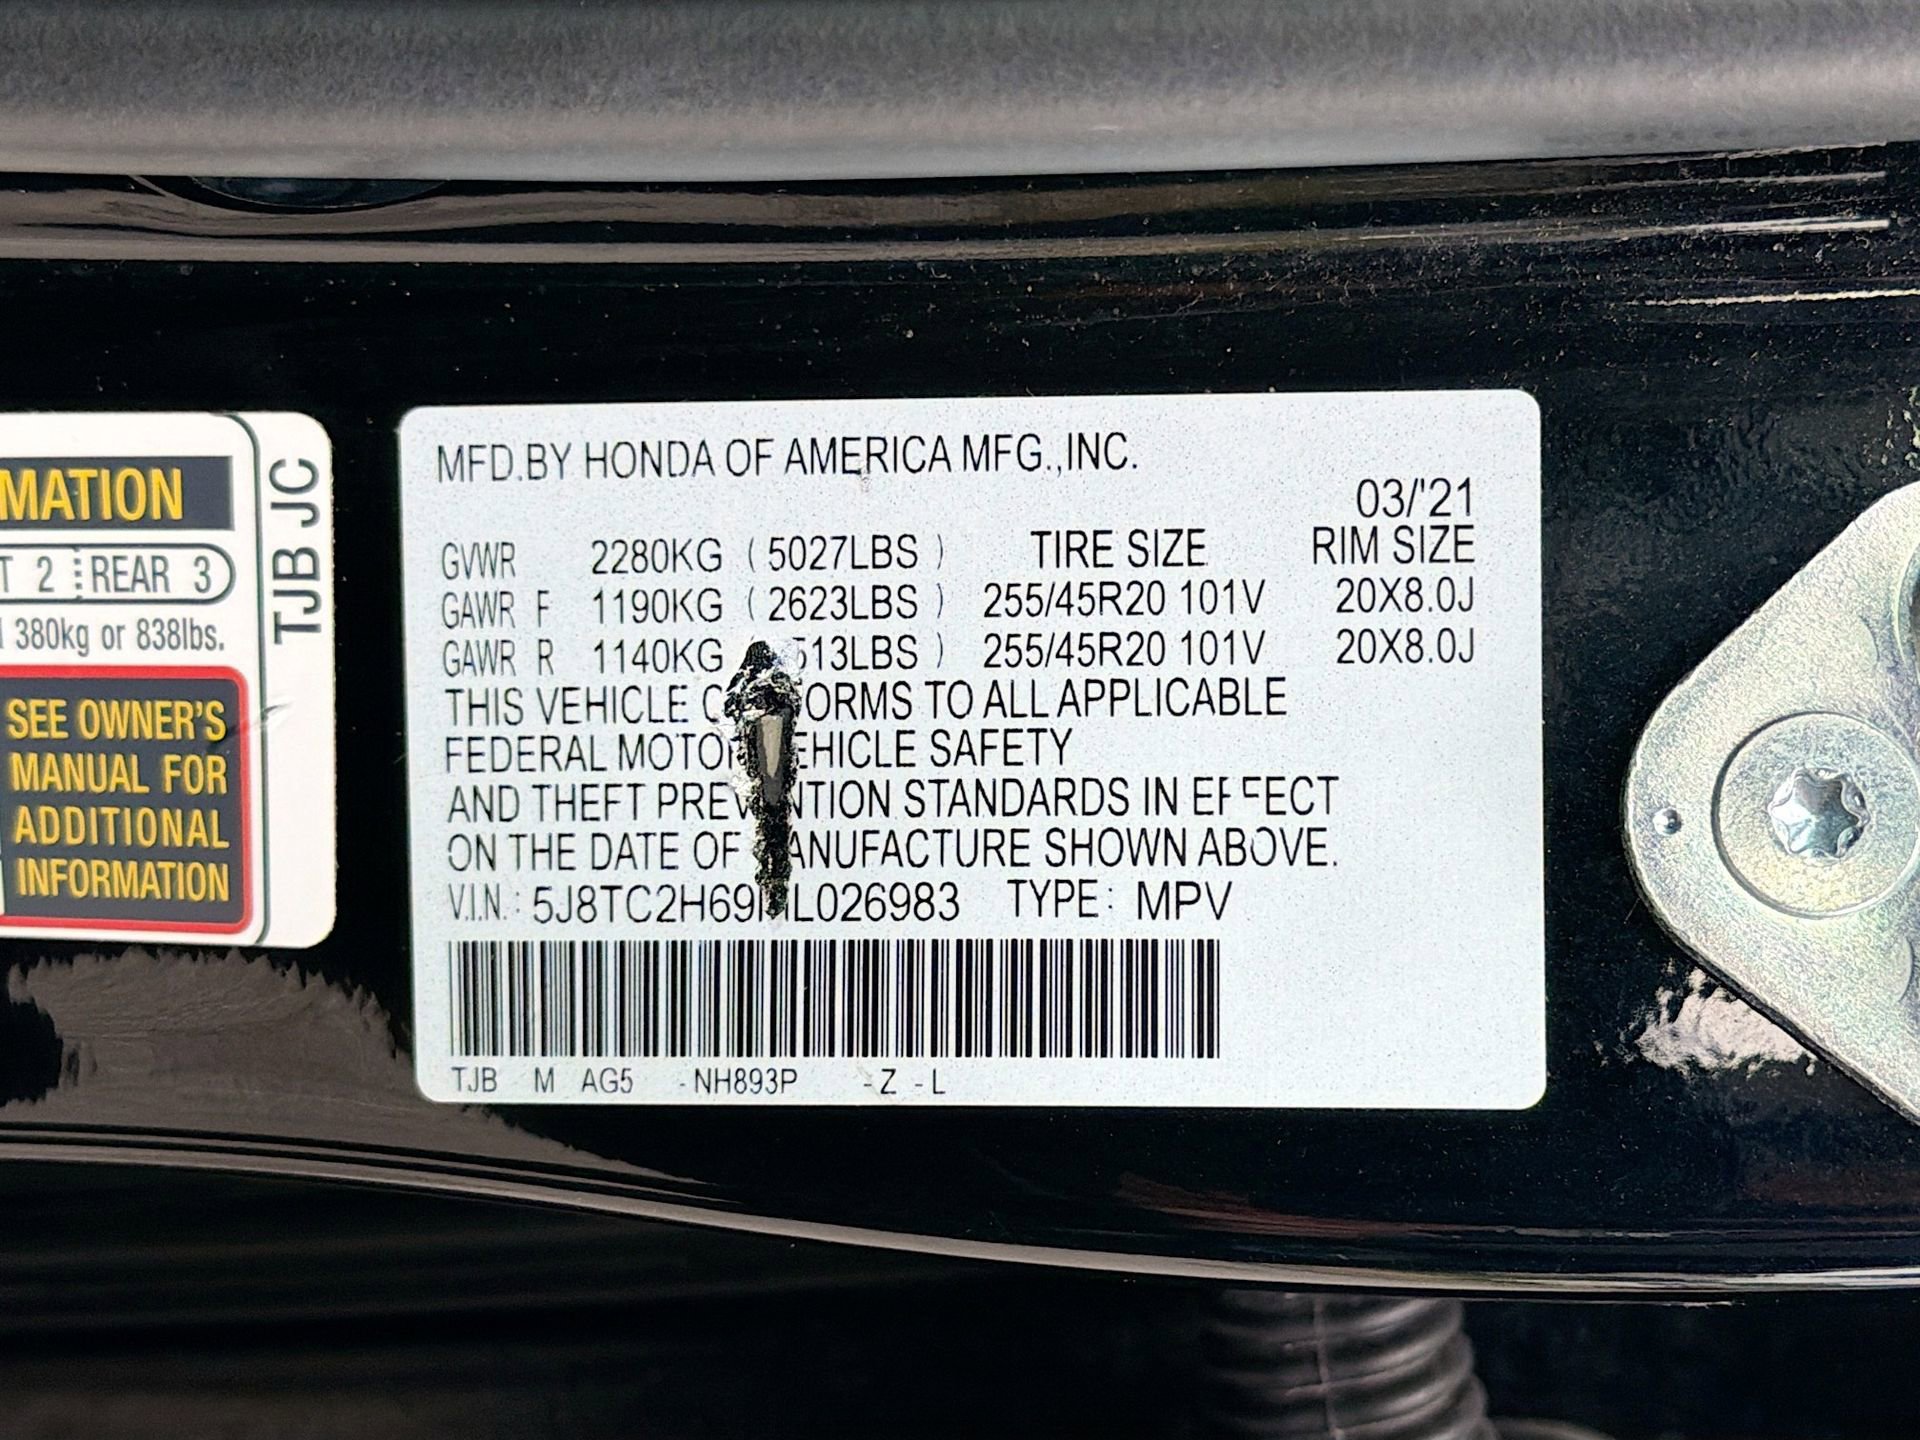 MATION
T 2 REAR 3
380kg or 838lbs.
SEE OWNER'S
MANUAL FOR
ADDITIONAL
INFORMATION
TJB JC
MFD.BY HONDA OF AMERICA MFG.,INC.
03/'21
GVWR 2280KG ( 5027LBS ) TIRE SIZE RIM SIZE
GAWR F 1190KG ( 2623LBS ) 255/45R20 101V 20X8.0J
GAWR R 1140KG 513LBS ) 255/45R20 101V 20X8.0J
THIS VEHICLE C ORMS TO ALL APPLICABLE
FEDERAL MOTOR EHICLE SAFETY
AND THEFT PREV NTION STANDARDS IN EFFECT
ON THE DATE OF ANUFACTURE SHOWN ABOVE.
V.I.N.: 5J8TC2H69ML026983 TYPE: MPV
TJB M AG5 -NH893P -Z -L